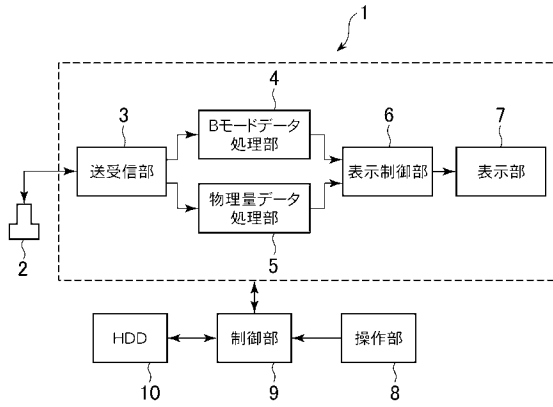 1
4
Bモードデータ
処理部
3
送受信部
6
表示制御部
7
表示部
物理量データ
処理部
5
2
HDD
10
制御部
9
操作部
8